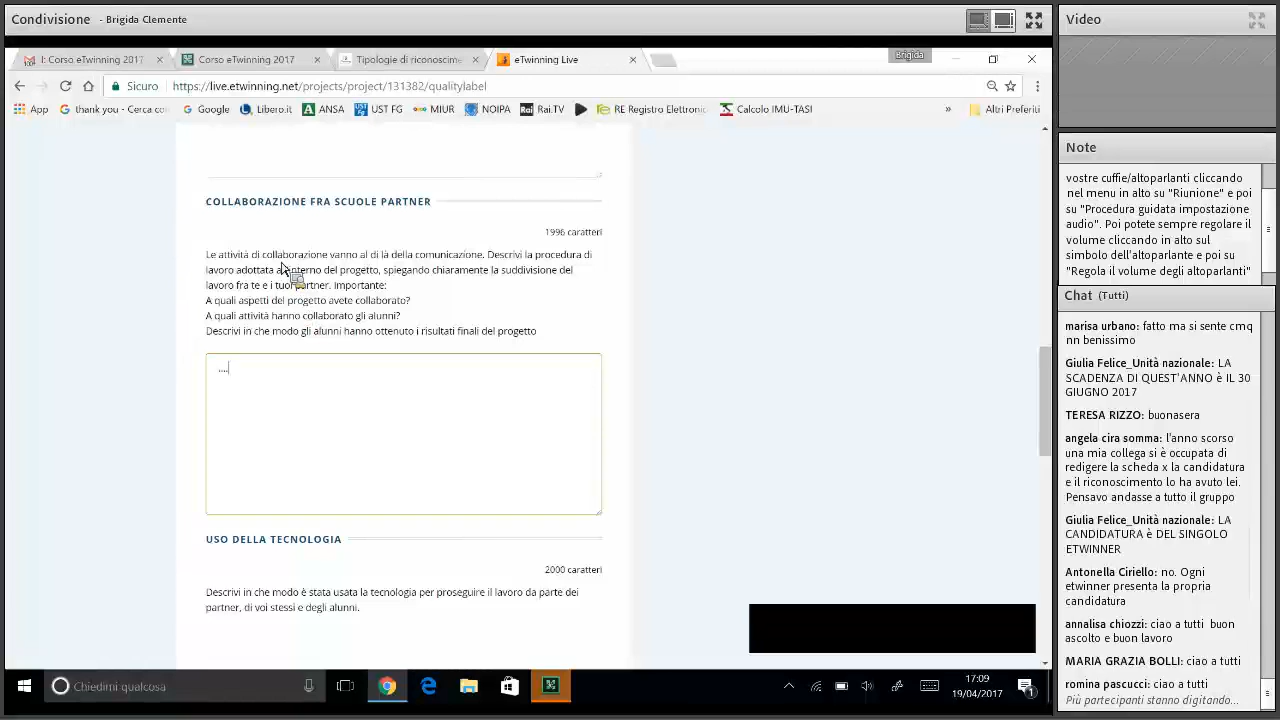 Condivisione - Brigida Clemente
Video
I: Corso eTwinning 2017
Twinning 2017
Tipologie di riconoscime
eTwinning Live
Brigida
Sicuro
https://live.etwinning.net/projects/project/131382/qualitylabel
App
thank you - Cerca co
Google
Libero.it
ANSA
UST FG
MIUR
NOIPA
Rai.TV
RE Registro Elettronic
Calcolo IMU-TASI
»
Altri Preferiti
COLLABORAZIONE FRA SCUOLE PARTNER
1996 caratteri
Le attività di collaborazione vanno al di là della comunicazione. Descrivi la procedura di
lavoro adottata interno del progetto, spiegando chiaramente la suddivisione del
lavoro fra te e i tuoi partner. Importante:
A quali aspetti del progetto avete collaborato?
A quali attività hanno collaborato gli alunni?
Descrivi in che modo gli alunni hanno ottenuto i risultati finali del progetto
....
USO DELLA TECNOLOGIA
2000 caratteri
Descrivi in che modo è stata usata la tecnologia per proseguire il lavoro da parte dei
partner, di voi stessi e degli alunni.
Note
vostre cuffie/altoparlanti cliccando
nel menu in alto su "Riunione" e poi
su "Procedura guidata impostazione
audio". Poi potete sempre regolare il
volume cliccando in alto sul
simbolo dell'altoparlante e poi su
"Regola il volume degli altoparlanti"
Chat (Tutti)
marisa urbano: fatto ma si sente cmq
nn benissimo
Giulia Felice_Unità nazionale: LA
SCADENZA DI QUEST'ANNO è IL 30
GIUGNO 2017
TERESA RIZZO: buonasera
angela cira somma: l'anno scorso
una mia collega si è occupata di
redigere la scheda x la candidatura
e il riconoscimento lo ha avuto lei.
Pensavo andasse a tutto il gruppo
Giulia Felice_Unità nazionale: LA
CANDIDATURA è DEL SINGOLO
ETWINNER
Antonella Ciriello: no. Ogni
etwinner presenta la propria
candidatura
annalisa chiozzi: ciao a tutti buon
ascolto e buon lavoro
MARIA GRAZIA BOLLI: ciao a tutti
romina pascucci: ciao a tutti
Più partecipanti stanno digitando...
Chiedimi qualcosa
17:09
19/04/2017
1